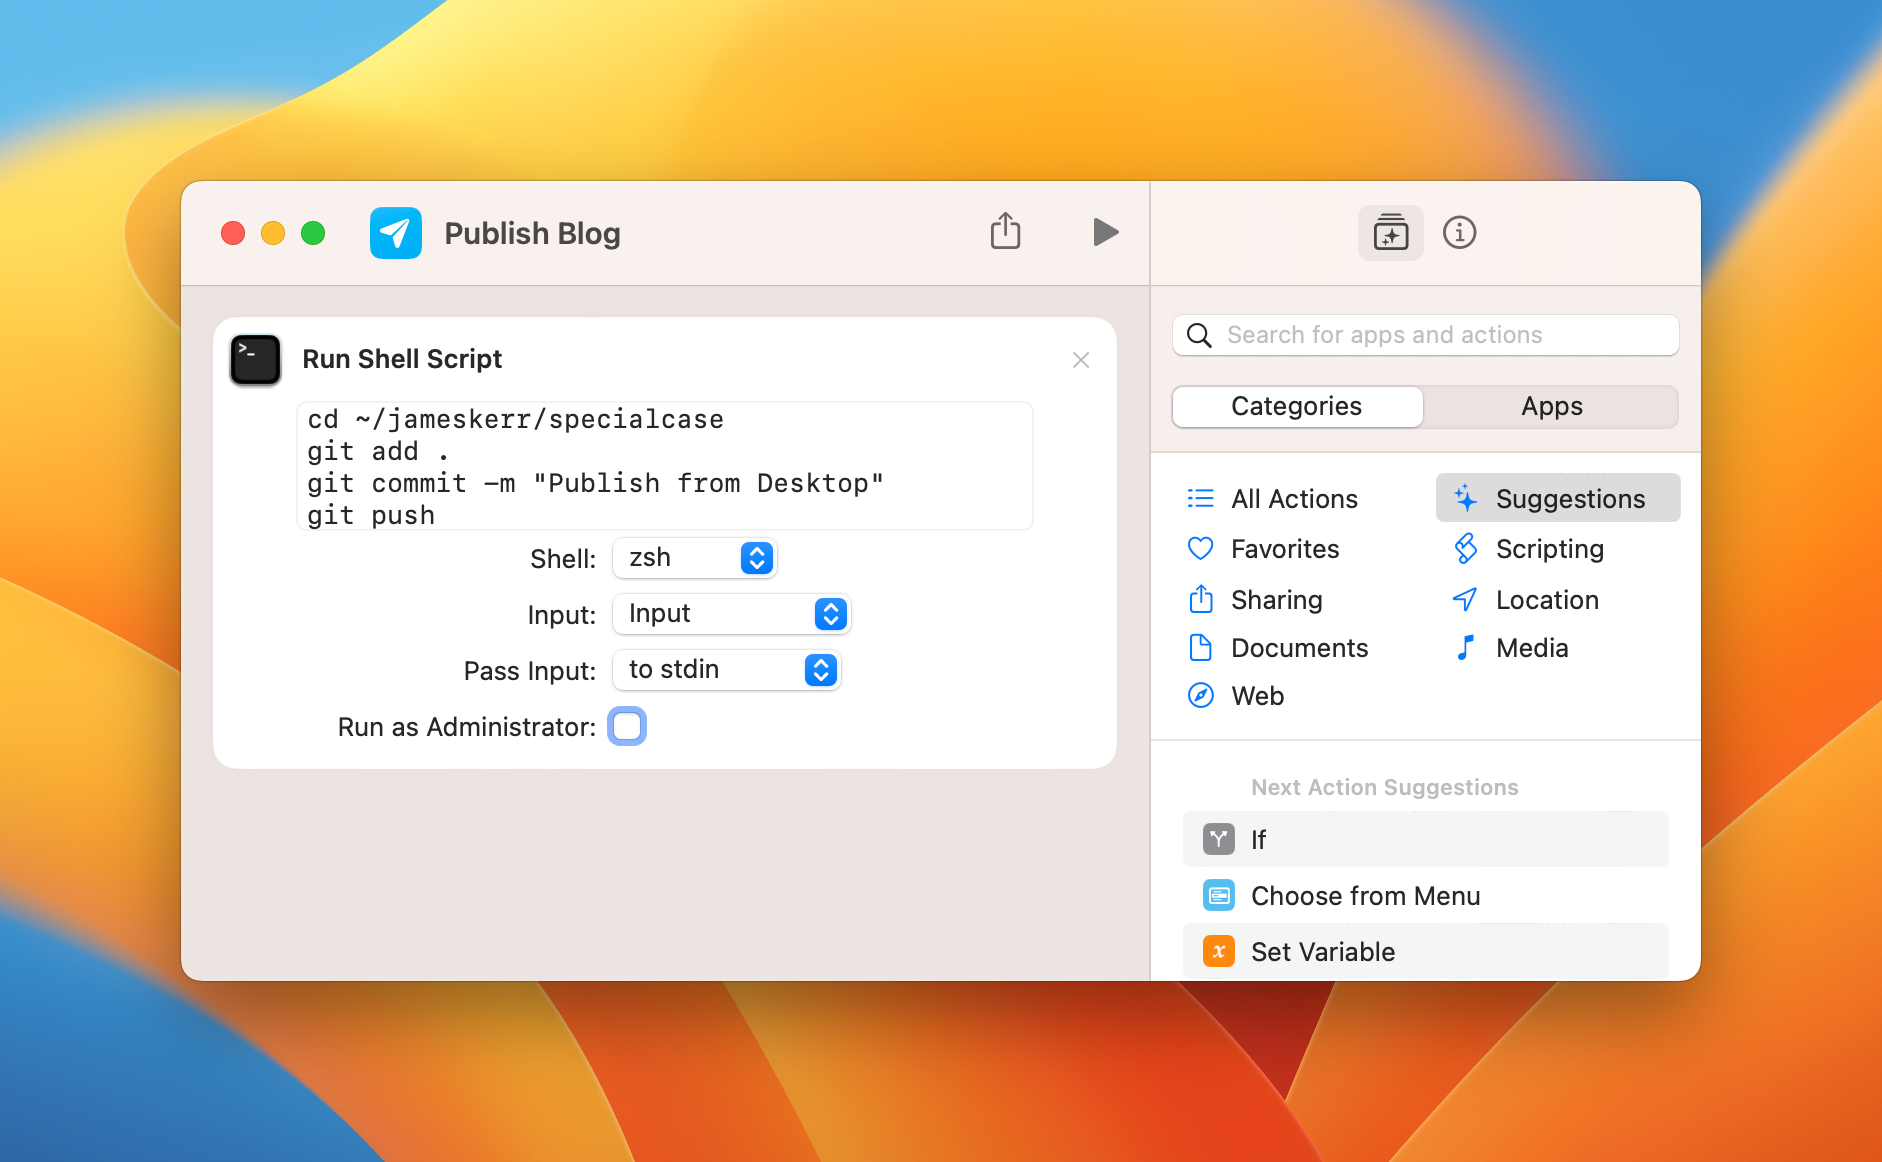 Publish Blog
>_
Run Shell Script
cd ~/jameskerr/specialcase
git add .
git commit -m "Publish from Desktop"
git push
Shell: zsh
Input: Input
Pass Input: to stdin
Run as Administrator:
Search for apps and actions
Categories Apps
All Actions Suggestions
Favorites Scripting
Sharing Location
Documents Media
Web
Next Action Suggestions
If
Choose from Menu
x Set Variable